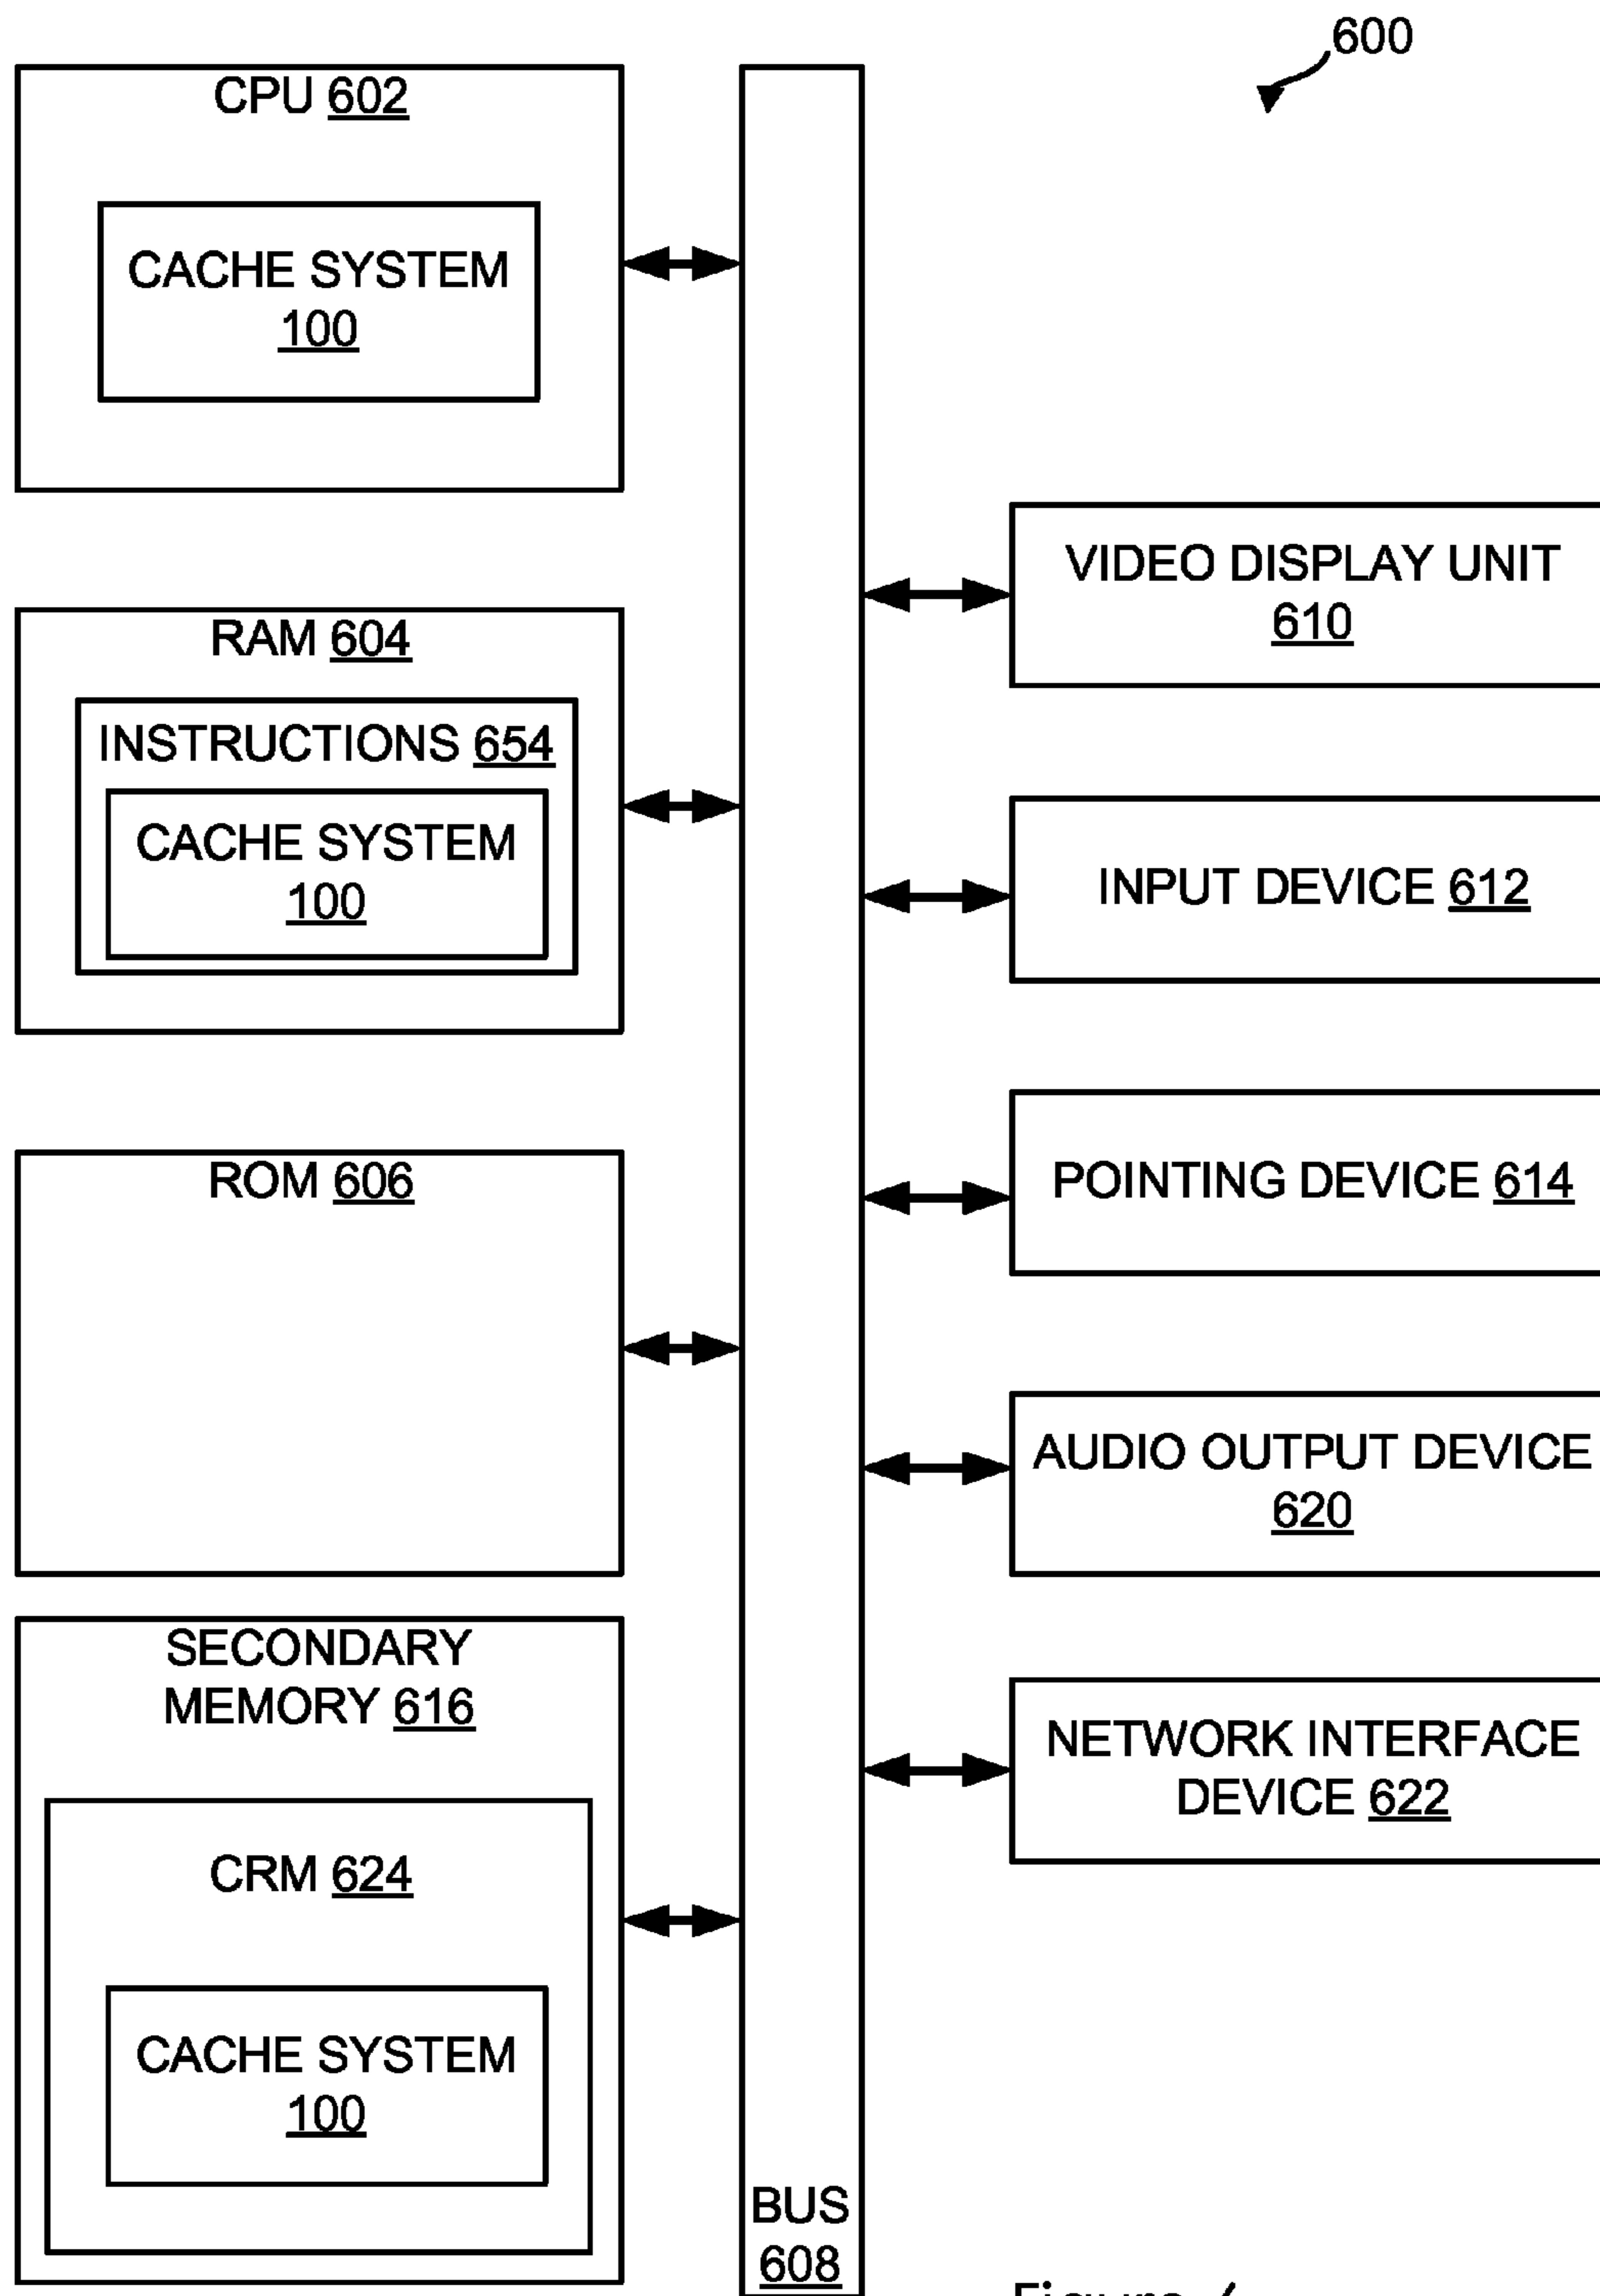 600
CPU 602
CACHE SYSTEM
100
RAM 604
INSTRUCTIONS 654
CACHE SYSTEM
100
ROM 606
SECONDARY
MEMORY 616
CRM 624
CACHE SYSTEM
100
BUS
608
VIDEO DISPLAY UNIT
610
INPUT DEVICE 612
POINTING DEVICE 614
AUDIO OUTPUT DEVICE
620
NETWORK INTERFACE
DEVICE 622
Figure